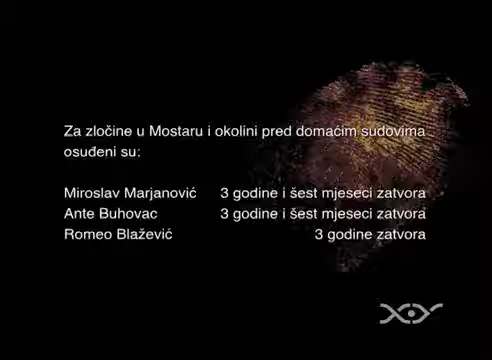 Za zločine u Mostaru i okolini pred domaćim sudovima
osuđeni su:
Miroslav Marjanović 3 godine i šest mjeseci zatvora
Ante Buhovac 3 godine i šest mjeseci zatvora
Romeo Blažević 3 godine zatvora